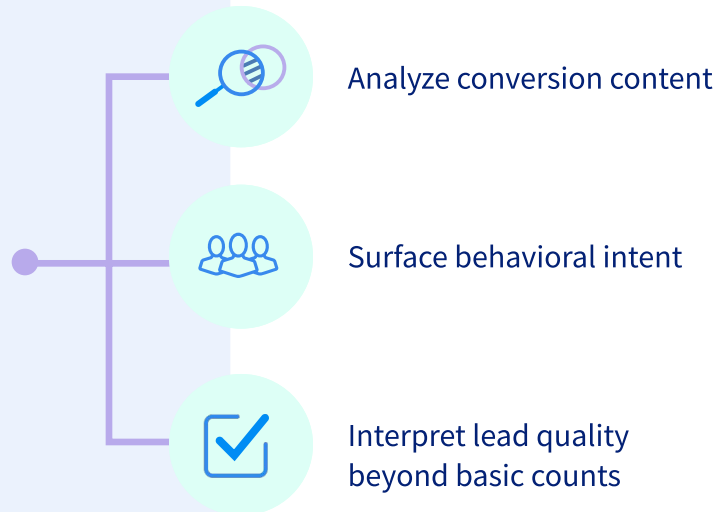 Analyze conversion content
Surface behavioral intent
Interpret lead quality
beyond basic counts